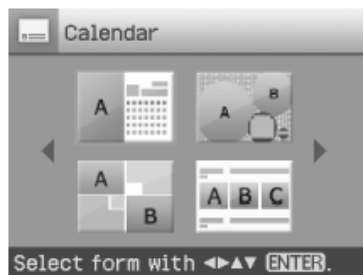 Calendar
A
A B
A
B
A B C
Select form with ◄►▲▼ ENTER.